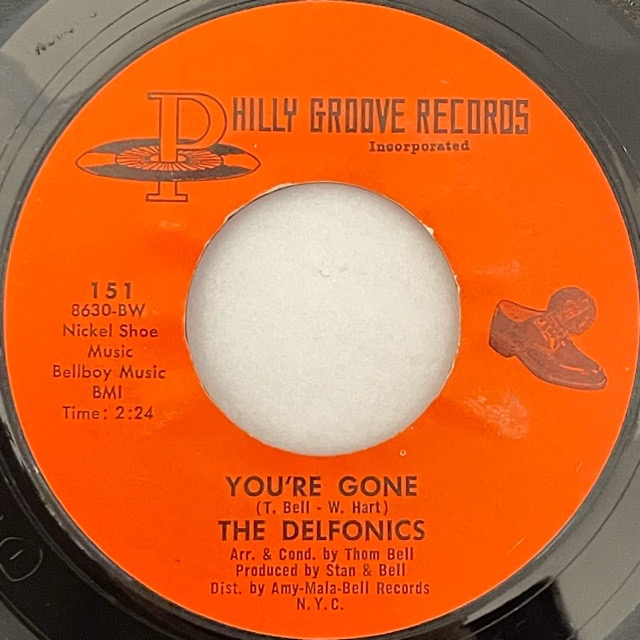 PHILLY GROOVE RECORDS
Incorporated
151
8630-BW
Nickel Shoe
Music
Bellboy Music
BMI
Time: 2:24
YOU'RE GONE
(T. Bell - W. Hart)
THE DELFONICS
Arr. & Cond. by Thom Bell
Produced by Stan & Bell
Dist. by Amy-Mala-Bell Records
N.Y.C.